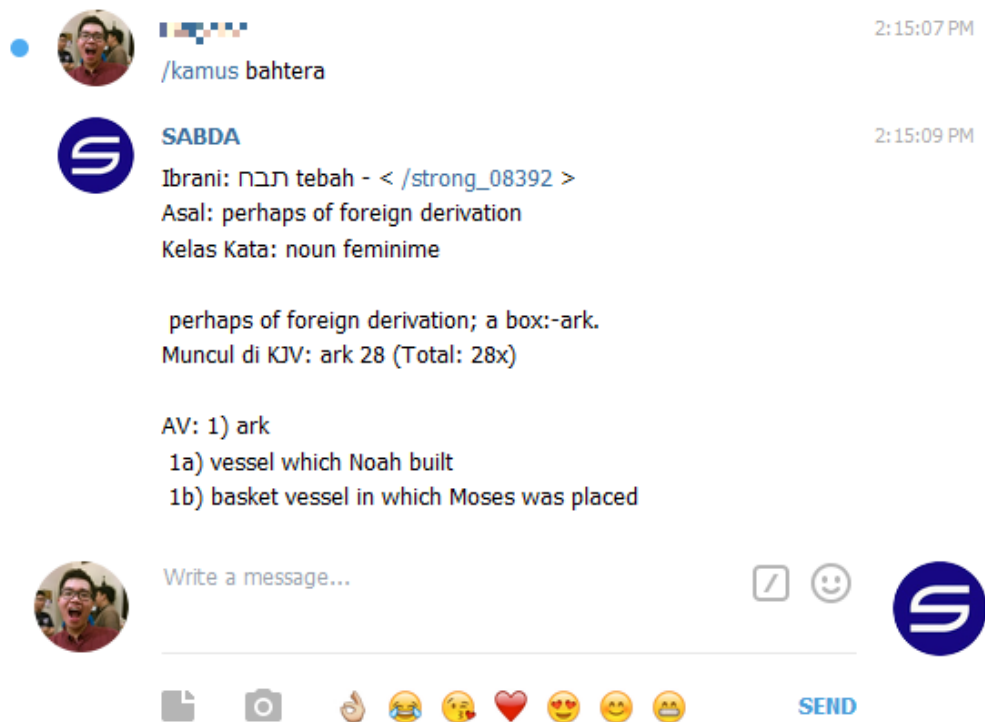 2:15:07 PM
/kamus bahtera
SABDA
2:15:09 PM
Ibrani: תבח tebah - < /strong_08392 >
Asal: perhaps of foreign derivation
Kelas Kata: noun feminime
perhaps of foreign derivation; a box:-ark.
Muncul di KJV: ark 28 (Total: 28x)
AV: 1) ark
1a) vessel which Noah built
1b) basket vessel in which Moses was placed
Write a message...
SEND